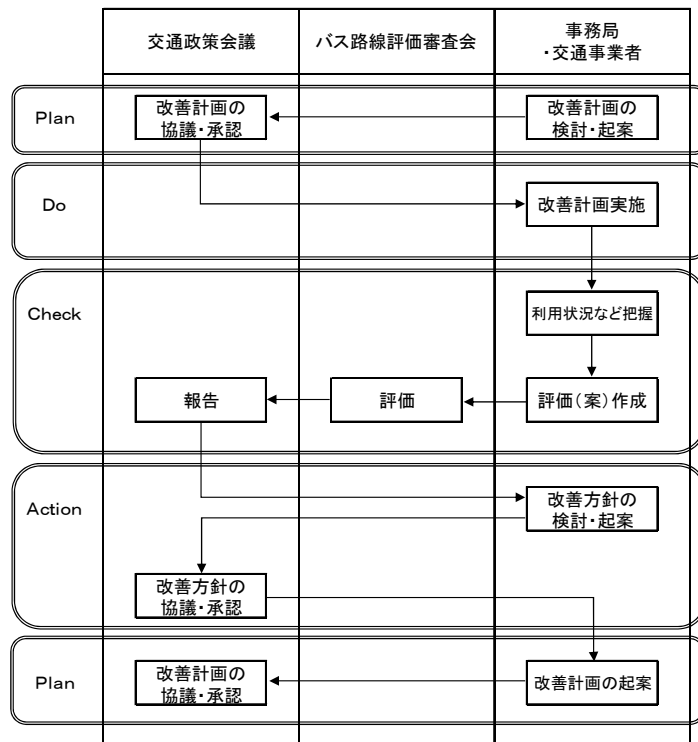 交通政策会議
バス路線評価審査会
事務局
・交通事業者
Plan
改善計画の
協議・承認
改善計画の
検討・起案
Do
改善計画実施
Check
利用状況など把握
報告
評価
評価(案)作成
Action
改善方針の
検討・起案
改善方針の
協議・承認
Plan
改善計画の
協議・承認
改善計画の起案